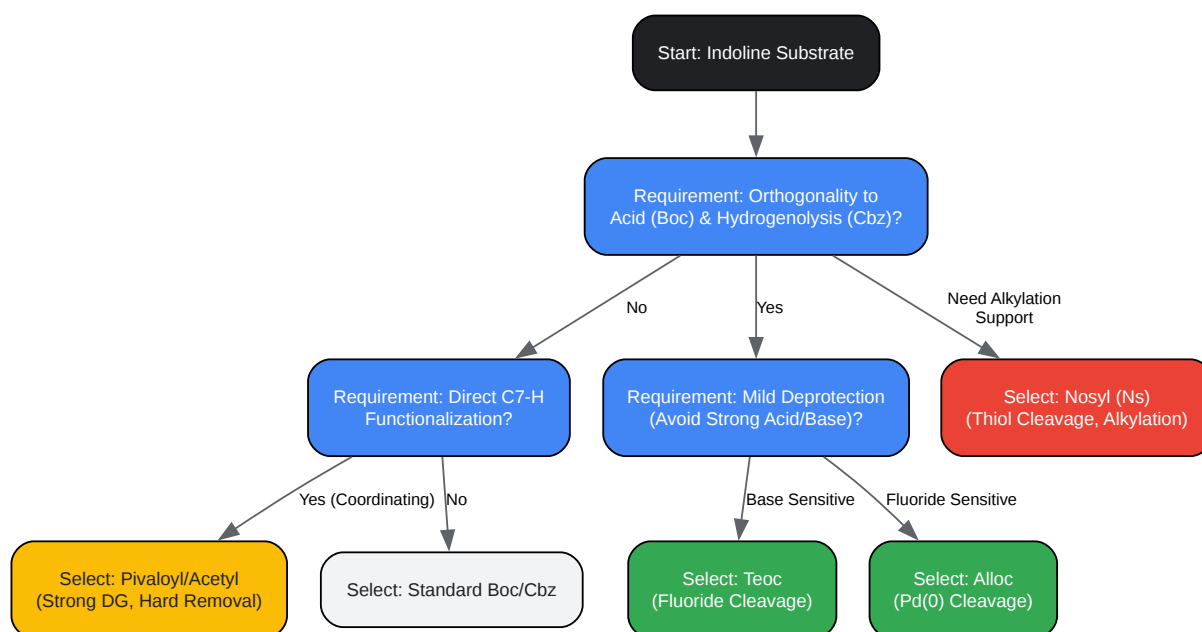 Start: Indoline Substrate
Requirement: Orthogonality to
Acid (Boc) & Hydrogenolysis (Cbz)?
No
Yes
Need Alkylation
Support
Requirement: Direct C7-H
Functionalization?
Requirement: Mild Deprotection
(Avoid Strong Acid/Base)?
Select: Nosyl (Ns)
(Thiol Cleavage, Alkylation)
Yes (Coordinating)
No
Base Sensitive
Fluoride Sensitive
Select: Pivaloyl/Acetyl
(Strong DG, Hard Removal)
Select: Standard Boc/Cbz
Select: Teoc
(Fluoride Cleavage)
Select: Alloc
(Pd(0) Cleavage)